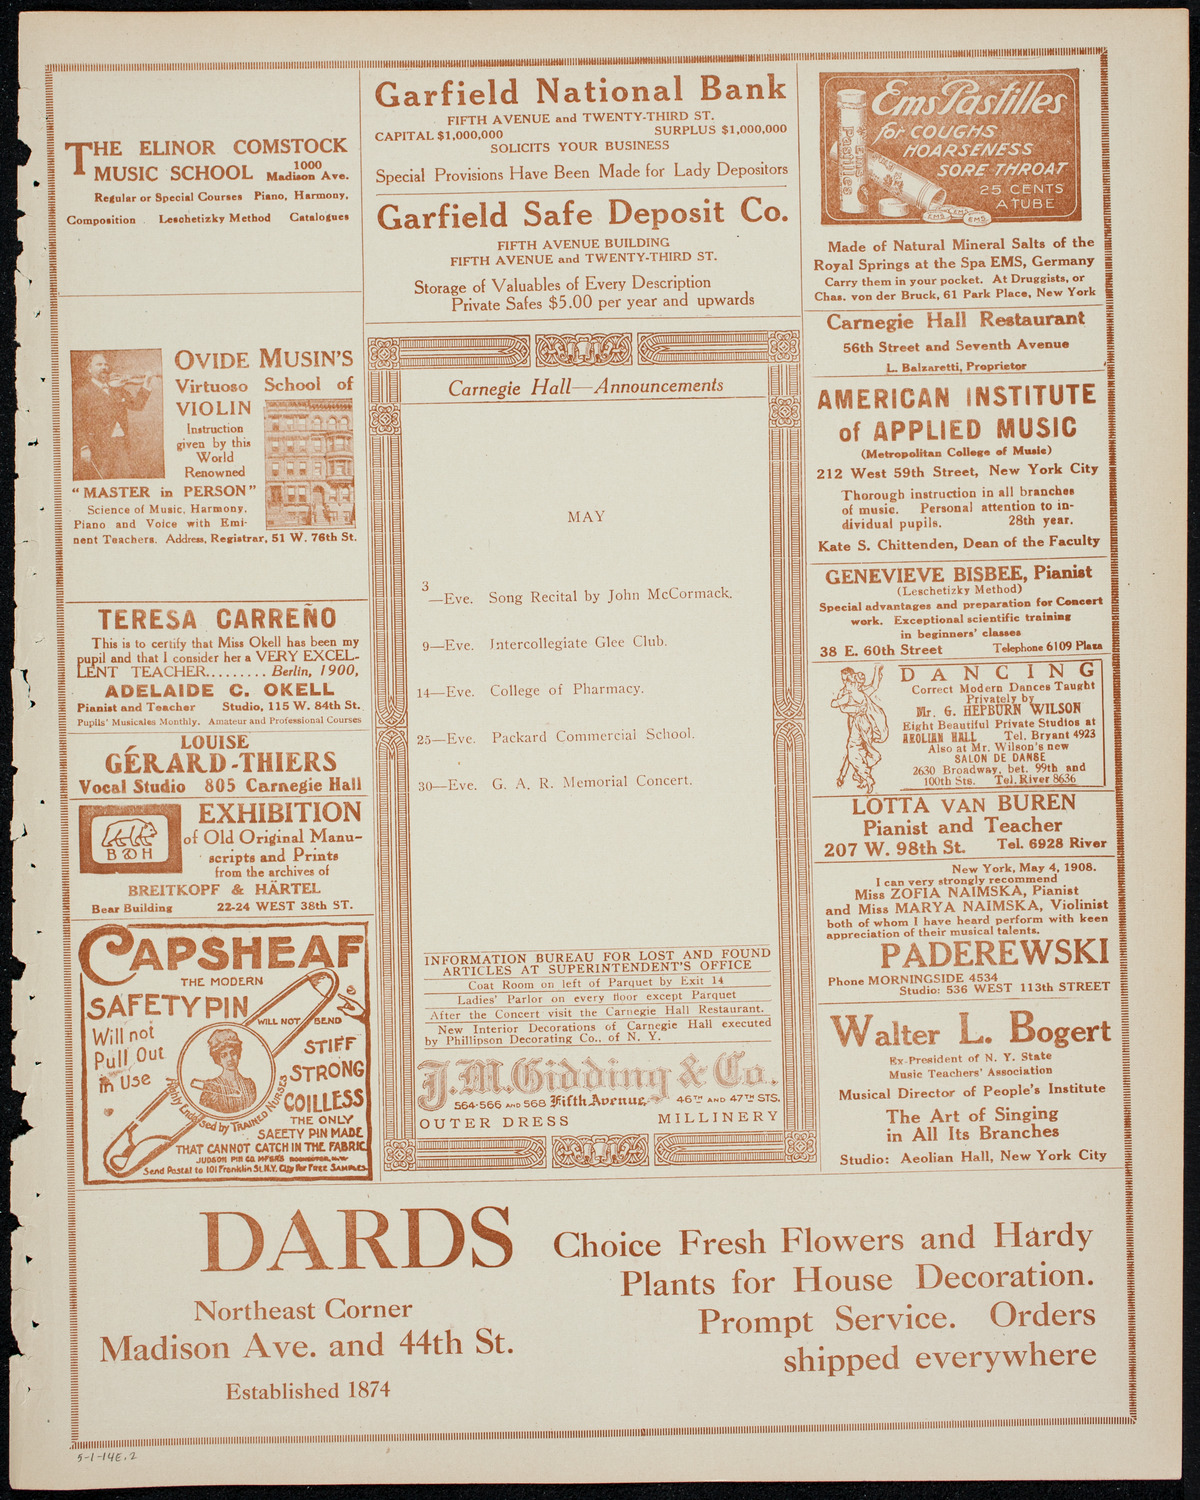 THE ELINOR COMSTOCK
MUSIC SCHOOL 1000 Madison Ave.
Regular or Special Courses Piano, Harmony,
Composition Leschetizky Method Catalogues
OVIDE MUSIN'S
Virtuoso School of
VIOLIN
Instruction
given by this
World
Renowned
"MASTER in PERSON"
Science of Music, Harmony,
Piano and Voice with Emi-
nent Teachers. Address, Registrar, 51 W. 76th St.
TERESA CARREÑO
This is to certify that Miss Okell has been my
pupil and that I consider her a VERY EXCEL-
LENT TEACHER......... Berlin, 1900,
ADELAIDE C. OKELL
Pianist and Teacher Studio, 115 W. 84th St.
Pupils' Musicales Monthly. Amateur and Professional Courses
LOUISE
GÉRARD-THIERS
Vocal Studio 805 Carnegie Hall
EXHIBITION
of Old Original Manu-
scripts and Prints
from the archives of
B & H
BREITKOPF & HÄRTEL
Bear Building 22-24 WEST 38th ST.
CAPSHEAF
THE MODERN
SAFETY PIN
WILL NOT BEND
Will not
Pull Out
in Use
STIFF
STRONG
COILLESS
Highly Endorsed by TRAINED NURSES
THE ONLY
SAFETY PIN MADE
THAT CANNOT CATCH IN THE FABRIC
JUDSON PIN CO. MFGRS ROCHESTER, N.Y.
Send Postal to 101 Franklin St. N.Y. City for FREE SAMPLES
Garfield National Bank
FIFTH AVENUE and TWENTY-THIRD ST.
CAPITAL $1,000,000 SURPLUS $1,000,000
SOLICITS YOUR BUSINESS
Special Provisions Have Been Made for Lady Depositors
Garfield Safe Deposit Co.
FIFTH AVENUE BUILDING
FIFTH AVENUE and TWENTY-THIRD ST.
Storage of Valuables of Every Description
Private Safes $5.00 per year and upwards
Carnegie Hall—Announcements
MAY
3—Eve. Song Recital by John McCormack.
9—Eve. Intercollegiate Glee Club.
14—Eve. College of Pharmacy.
25—Eve. Packard Commercial School.
30—Eve. G. A. R. Memorial Concert.
INFORMATION BUREAU FOR LOST AND FOUND
ARTICLES AT SUPERINTENDENT'S OFFICE
Coat Room on left of Parquet by Exit 14
Ladies' Parlor on every floor except Parquet
After the Concert visit the Carnegie Hall Restaurant.
New Interior Decorations of Carnegie Hall executed
by Phillipson Decorating Co., of N. Y.
J. M. Gidding & Co.
564-566 AND 568 Fifth Avenue, 46TH AND 47TH STS.
OUTER DRESS MILLINERY
Ems Pastilles
for COUGHS
HOARSENESS
SORE THROAT
25 CENTS
A TUBE
Ems Pastilles
EMS EMS EMS
Made of Natural Mineral Salts of the
Royal Springs at the Spa EMS, Germany
Carry them in your pocket. At Druggists, or
Chas. von der Bruck, 61 Park Place, New York
Carnegie Hall Restaurant
56th Street and Seventh Avenue
L. Balzaretti, Proprietor
AMERICAN INSTITUTE
of APPLIED MUSIC
(Metropolitan College of Music)
212 West 59th Street, New York City
Thorough instruction in all branches
of music. Personal attention to in-
dividual pupils. 28th year.
Kate S. Chittenden, Dean of the Faculty
GENEVIEVE BISBEE, Pianist
(Leschetizky Method)
Special advantages and preparation for Concert
work. Exceptional scientific training
in beginners' classes
38 E. 60th Street Telephone 6109 Plaza
DANCING
Correct Modern Dances Taught
Privately by
Mr. G. HEPBURN WILSON
Eight Beautiful Private Studios at
AEOLIAN HALL Tel. Bryant 4923
Also at Mr. Wilson's new
SALON DE DANSE
2630 Broadway, bet. 99th and
100th Sts. Tel. River 8636
LOTTA VAN BUREN
Pianist and Teacher
207 W. 98th St. Tel. 6928 River
New York, May 4, 1908.
I can very strongly recommend
Miss ZOFIA NAIMSKA, Pianist
and Miss MARYA NAIMSKA, Violinist
both of whom I have heard perform with keen
appreciation of their musical talents.
PADEREWSKI
Phone MORNINGSIDE 4534
Studio: 536 WEST 113th STREET
Walter L. Bogert
Ex-President of N. Y. State
Music Teachers' Association
Musical Director of People's Institute
The Art of Singing
in All Its Branches
Studio: Aeolian Hall, New York City
DARDS
Northeast Corner
Madison Ave. and 44th St.
Established 1874
Choice Fresh Flowers and Hardy
Plants for House Decoration.
Prompt Service. Orders
shipped everywhere
5-1-14E.2